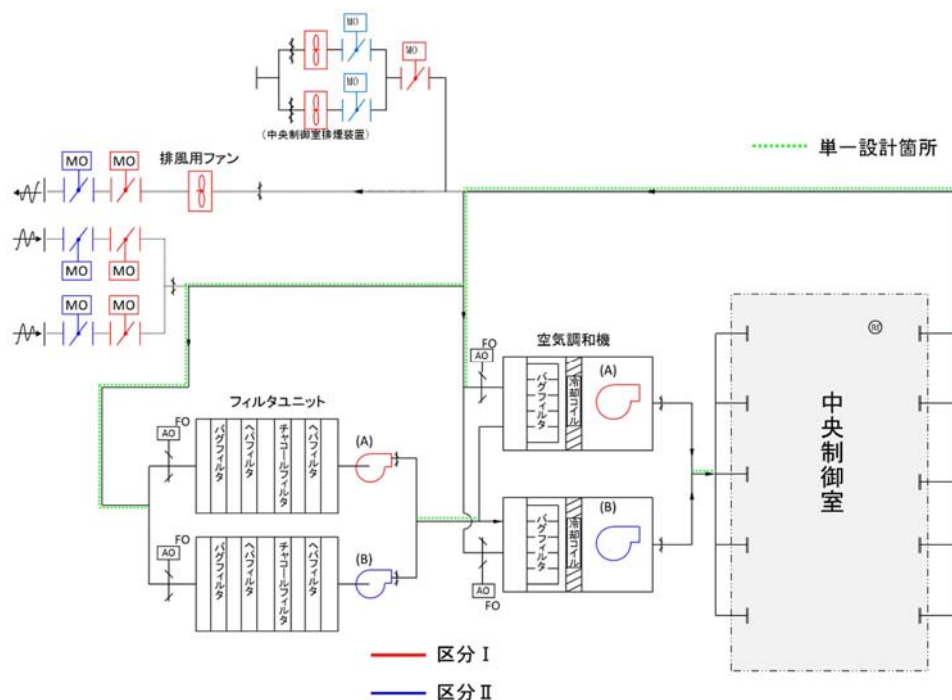 MO
MO
MO
(中央制御室排煙装置)
排風用ファン
MO
MO
単一設計箇所
MO
MO
MO
MO
空気調和機
FO
AO
バグフィルタ
冷却コイル
(A)
中央制御室
フィルタユニット
FO
AO
バグフィルタ
ヘパフィルタ
チャコールフィルタ
ヘパフィルタ
(A)
バグフィルタ
冷却コイル
(B)
FO
AO
バグフィルタ
ヘパフィルタ
チャコールフィルタ
ヘパフィルタ
(B)
AO
FO
区分Ⅰ
区分Ⅱ